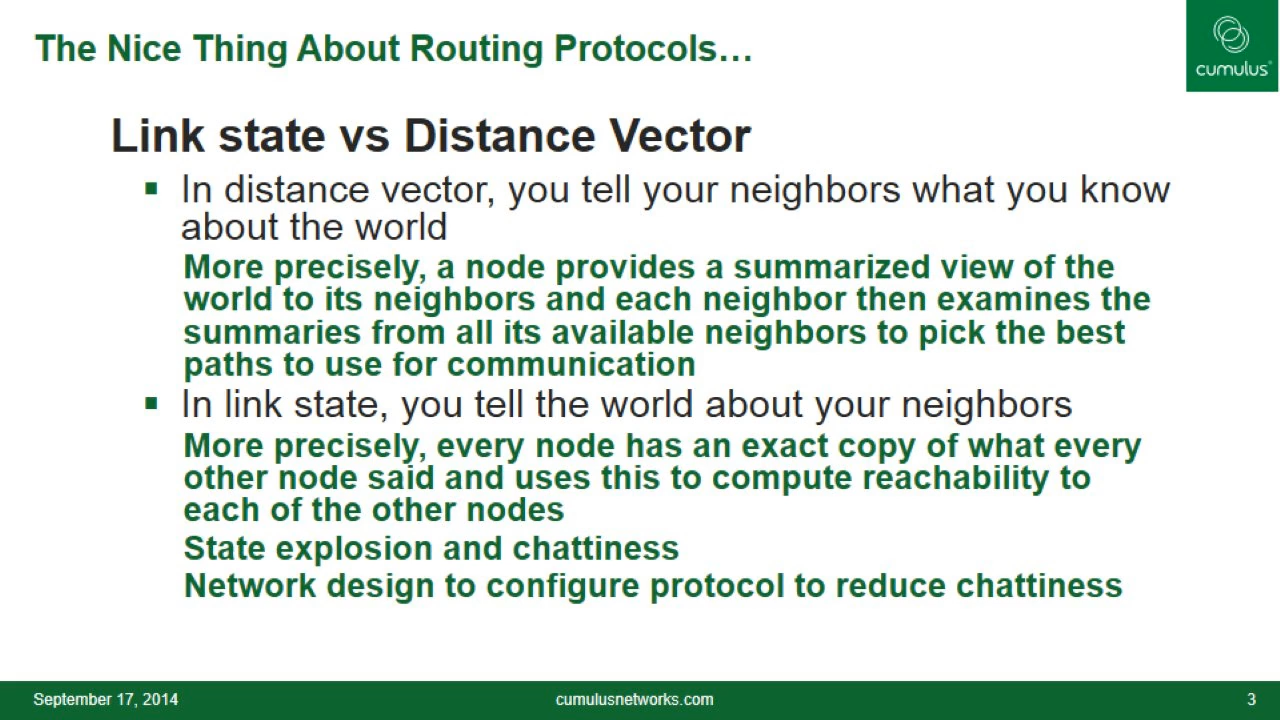 The Nice Thing About Routing Protocols…
cumulus
Link state vs Distance Vector
▪ In distance vector, you tell your neighbors what you know
about the world
More precisely, a node provides a summarized view of the
world to its neighbors and each neighbor then examines the
summaries from all its available neighbors to pick the best
paths to use for communication
▪ In link state, you tell the world about your neighbors
More precisely, every node has an exact copy of what every
other node said and uses this to compute reachability to
each of the other nodes
State explosion and chattiness
Network design to configure protocol to reduce chattiness
September 17, 2014
cumulusnetworks.com
3